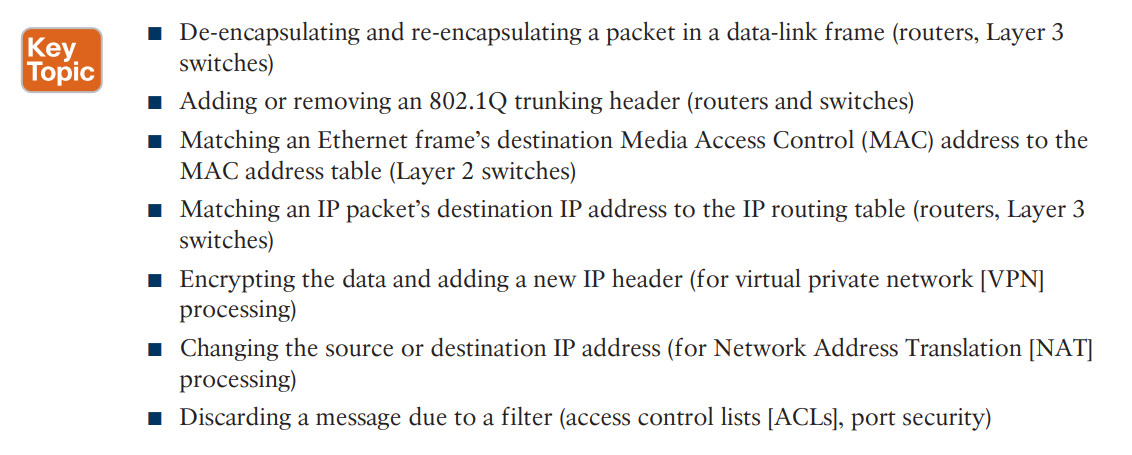 Key
Topic
■ De-encapsulating and re-encapsulating a packet in a data-link frame (routers, Layer 3
switches)
■ Adding or removing an 802.1Q trunking header (routers and switches)
■ Matching an Ethernet frame’s destination Media Access Control (MAC) address to the
MAC address table (Layer 2 switches)
■ Matching an IP packet’s destination IP address to the IP routing table (routers, Layer 3
switches)
■ Encrypting the data and adding a new IP header (for virtual private network [VPN]
processing)
■ Changing the source or destination IP address (for Network Address Translation [NAT]
processing)
■ Discarding a message due to a filter (access control lists [ACLs], port security)